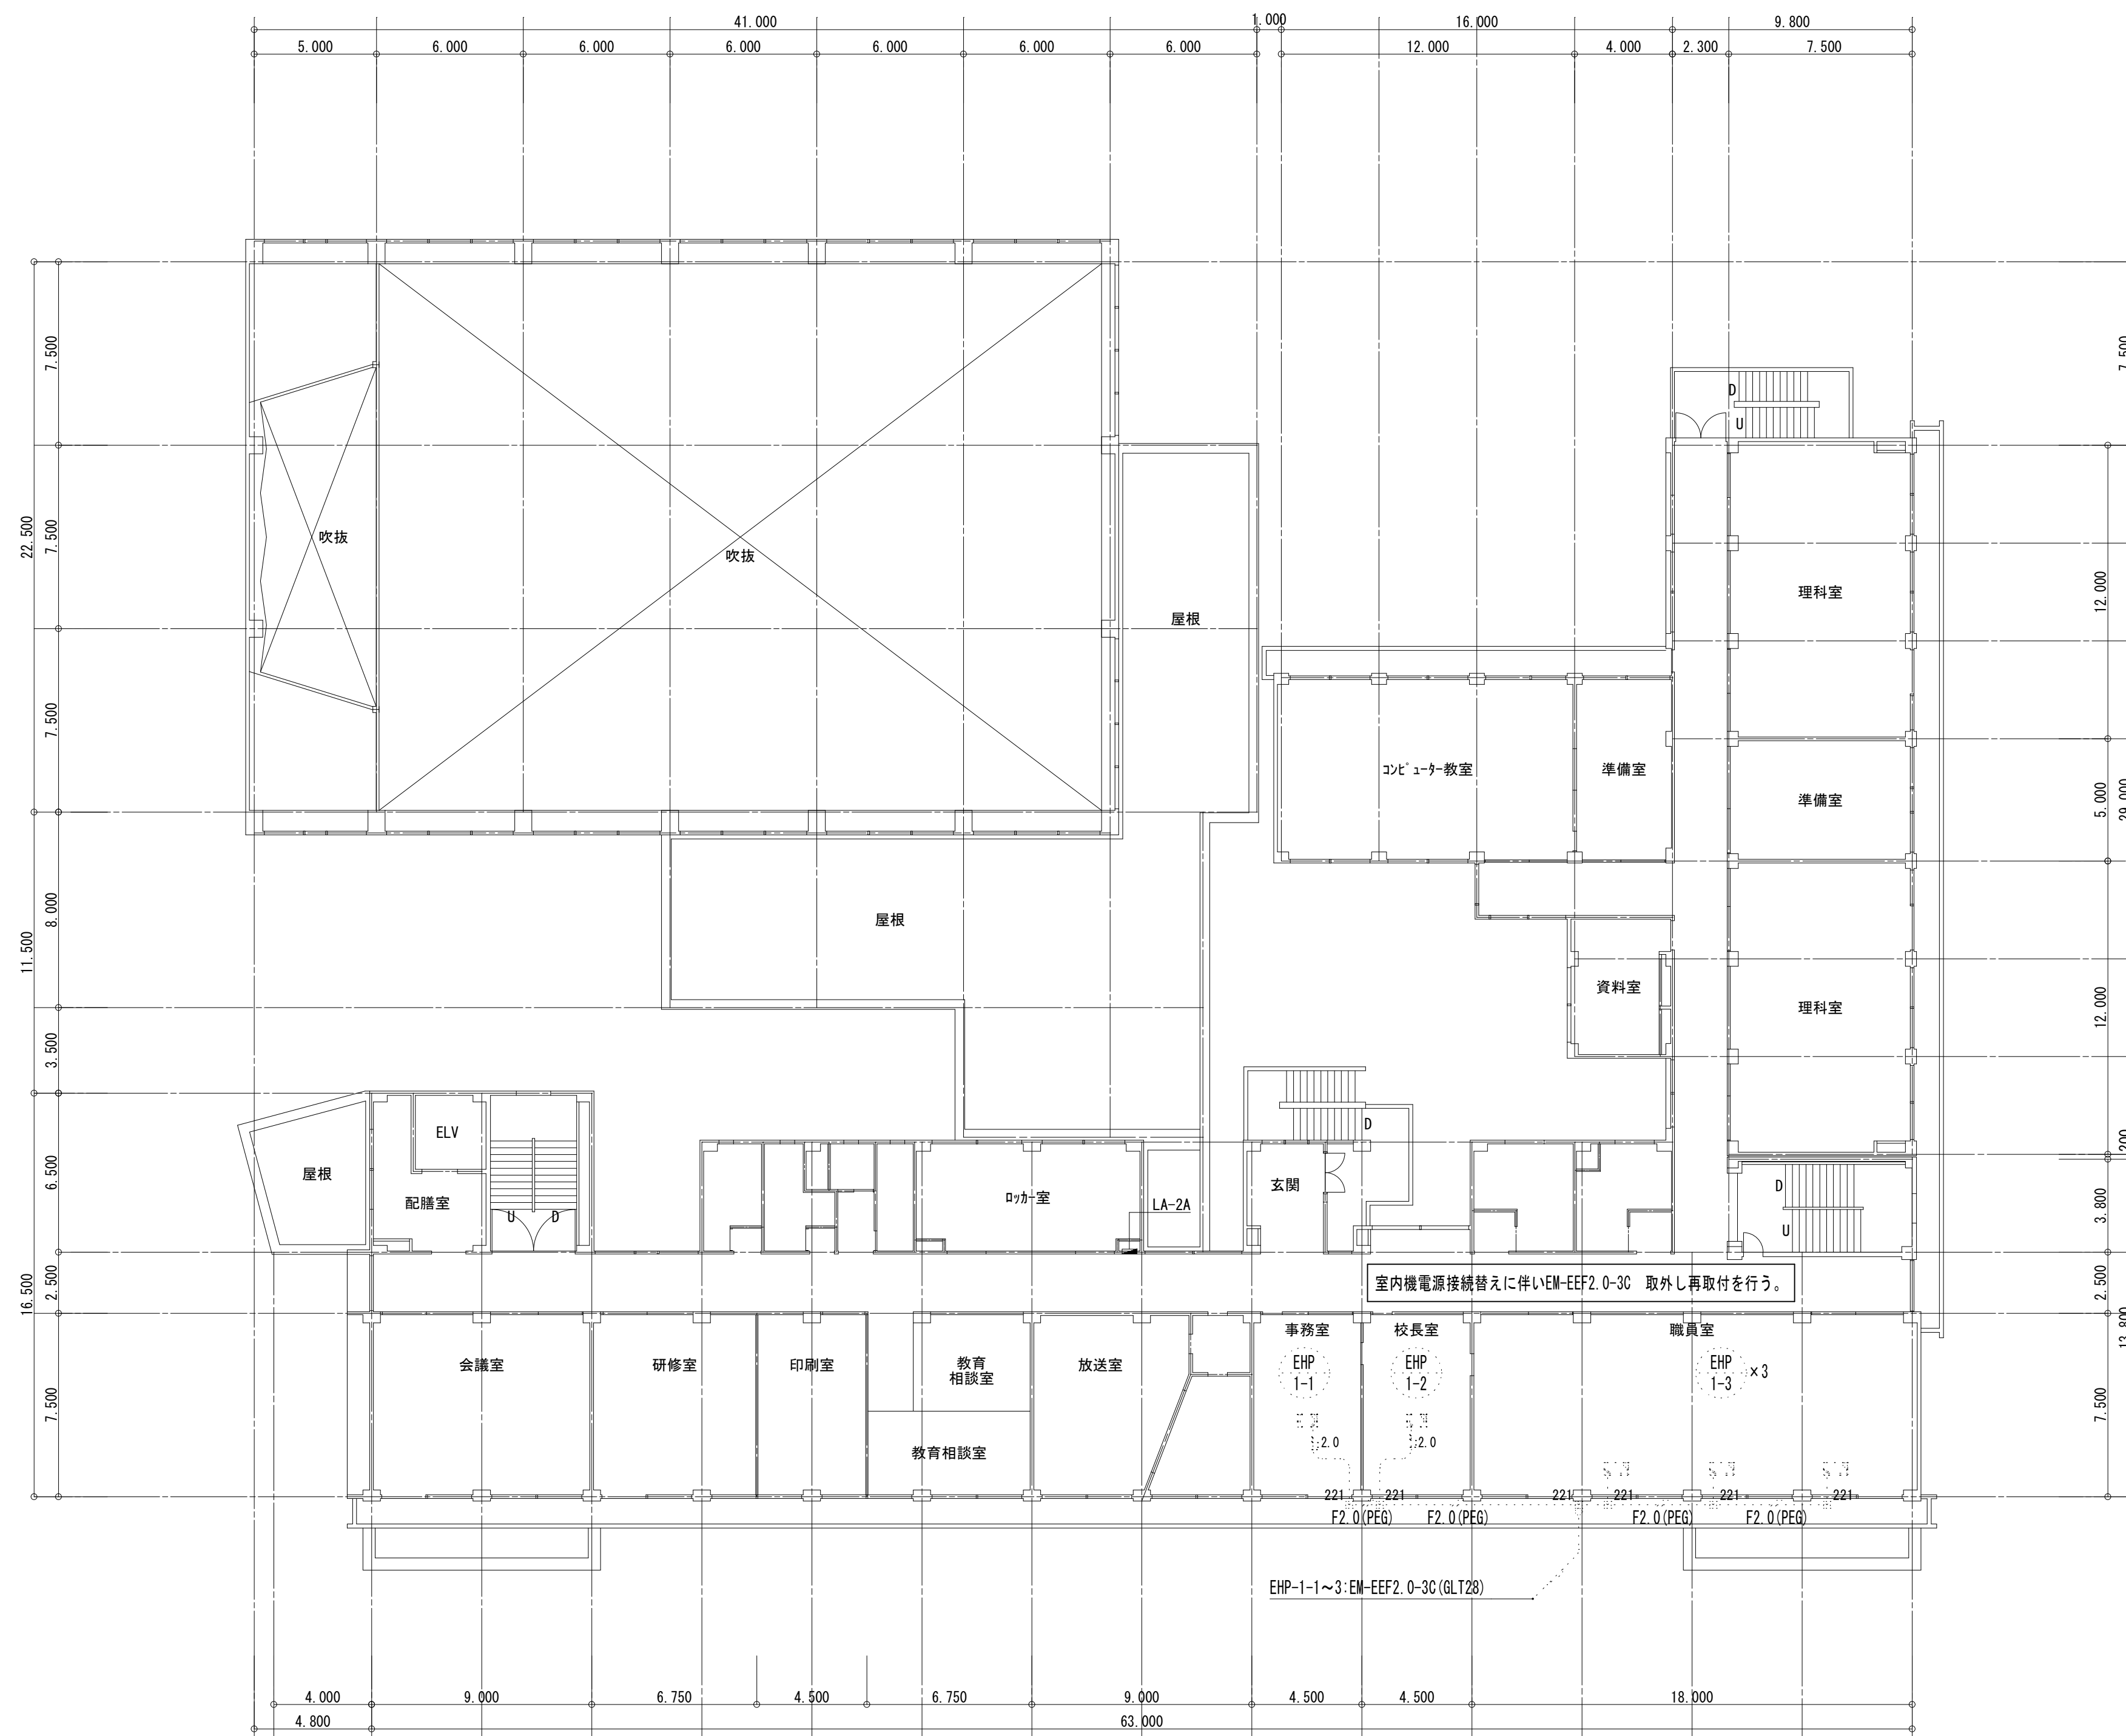 41.000
1.000
16.000
9.800
5.000
6.000
6.000
6.000
6.000
6.000
6.000
12.000
4.000
2.300
7.500
7.500
7.500
D
U
吹抜
吹抜
22.500
7.500
12.000
理科室
屋根
7.500
ｺﾝﾋﾟｭｰﾀｰ教室
準備室
準備室
5.000
29.000
屋根
8.000
11.500
資料室
理科室
12.000
3.500
ELV
D
屋根
6.500
配膳室
U
D
ﾛｯｶｰ室
LA-2A
玄関
D
U
200
3.800
16.500
2.500
室内機電源接続替えに伴いEM-EEF2.0-3C　取外し再取付を行う。
2.500
13.800
会議室
研修室
印刷室
教育
相談室
放送室
事務室
校長室
職員室
EHP
1-1
EHP
1-2
EHP
1-3
×3
7.500
7.500
教育相談室
2.0
2.0
221
221
221
221
221
221
F2.0(PEG)
F2.0(PEG)
F2.0(PEG)
F2.0(PEG)
EHP-1-1～3:EM-EEF2.0-3C(GLT28)
4.000
9.000
6.750
4.500
6.750
9.000
4.500
4.500
18.000
4.800
63.000